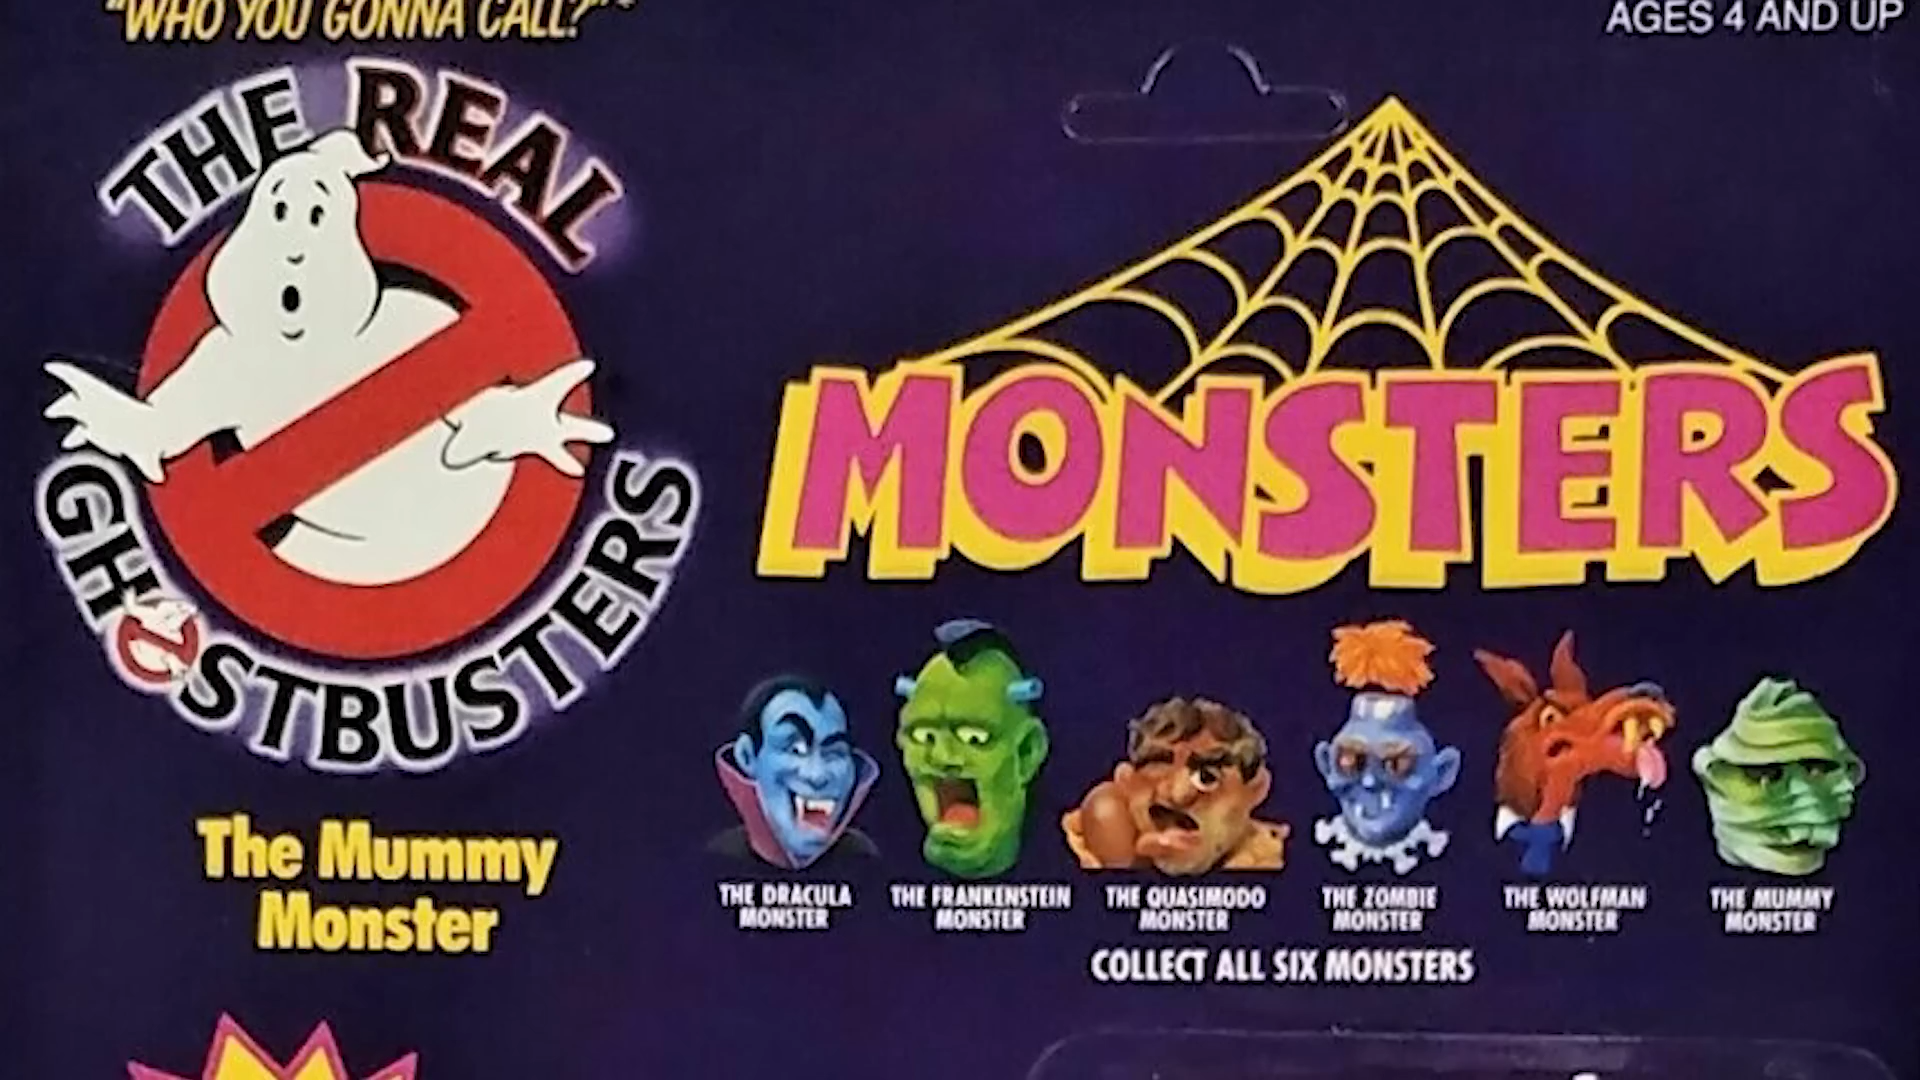 "WHO YOU GONNA CALL?"
AGES 4 AND UP
THE REAL
GHOSTBUSTERS
MONSTERS
THE DRACULA
MONSTER
THE FRANKENSTEIN
MONSTER
THE QUASIMODO
MONSTER
THE ZOMBIE
MONSTER
THE WOLFMAN
MONSTER
THE MUMMY
MONSTER
COLLECT ALL SIX MONSTERS
The Mummy
Monster